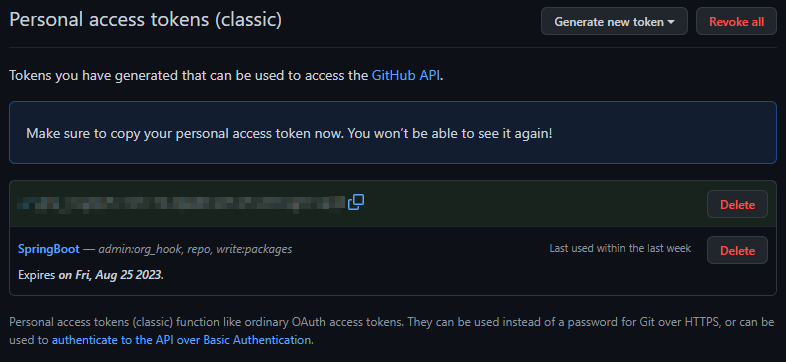 Personal access tokens (classic)
Generate new token
Revoke all
Tokens you have generated that can be used to access the GitHub API.
Make sure to copy your personal access token now. You won’t be able to see it again!
Delete
SpringBoot — admin:org_hook, repo, write:packages
Last used within the last week
Delete
Expires on Fri, Aug 25 2023.
Personal access tokens (classic) function like ordinary OAuth access tokens. They can be used instead of a password for Git over HTTPS, or can be
used to authenticate to the API over Basic Authentication.